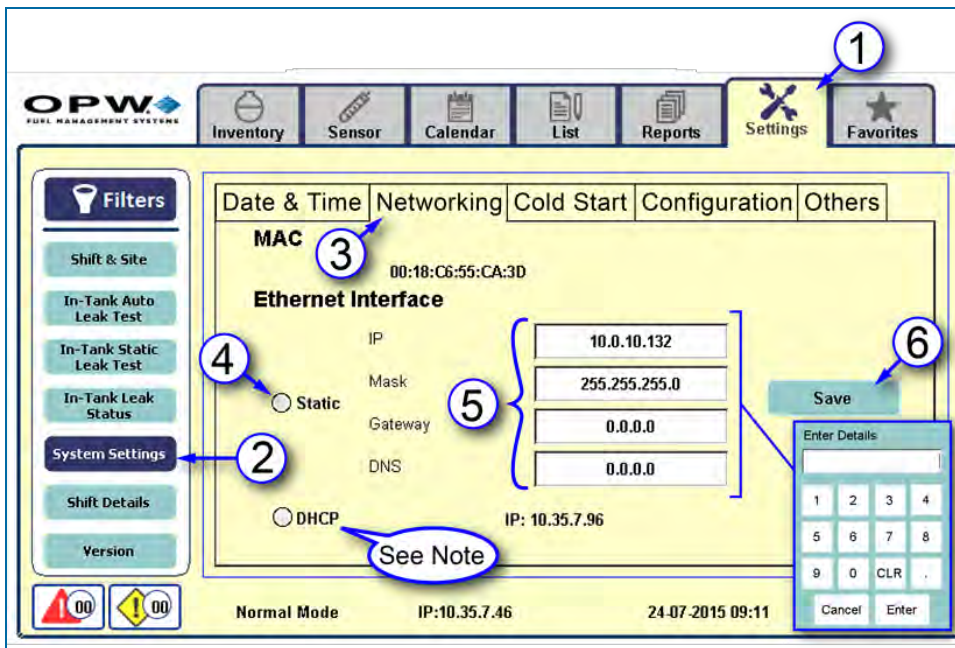 1
OPW
FUEL MANAGEMENT SYSTEMS
Inventory
Sensor
Calendar
List
Reports
Settings
Favorites
Filters
Shift & Site
In-Tank Auto
Leak Test
In-Tank Static
Leak Test
In-Tank Leak
Status
System Settings
Shift Details
Version
2
Date & Time
Networking
Cold Start
Configuration
Others
3
MAC
00:18:C6:55:CA:3D
Ethernet Interface
4
Static
IP
10.0.10.132
Mask
255.255.255.0
Gateway
0.0.0.0
DNS
0.0.0.0
5
DHCP
IP: 10.35.7.96
See Note
6
Save
Enter Details
1 2 3 4
5 6 7 8
9 0 CLR .
Cancel Enter
00
00
Normal Mode
IP:10.35.7.46
24-07-2015 09:11